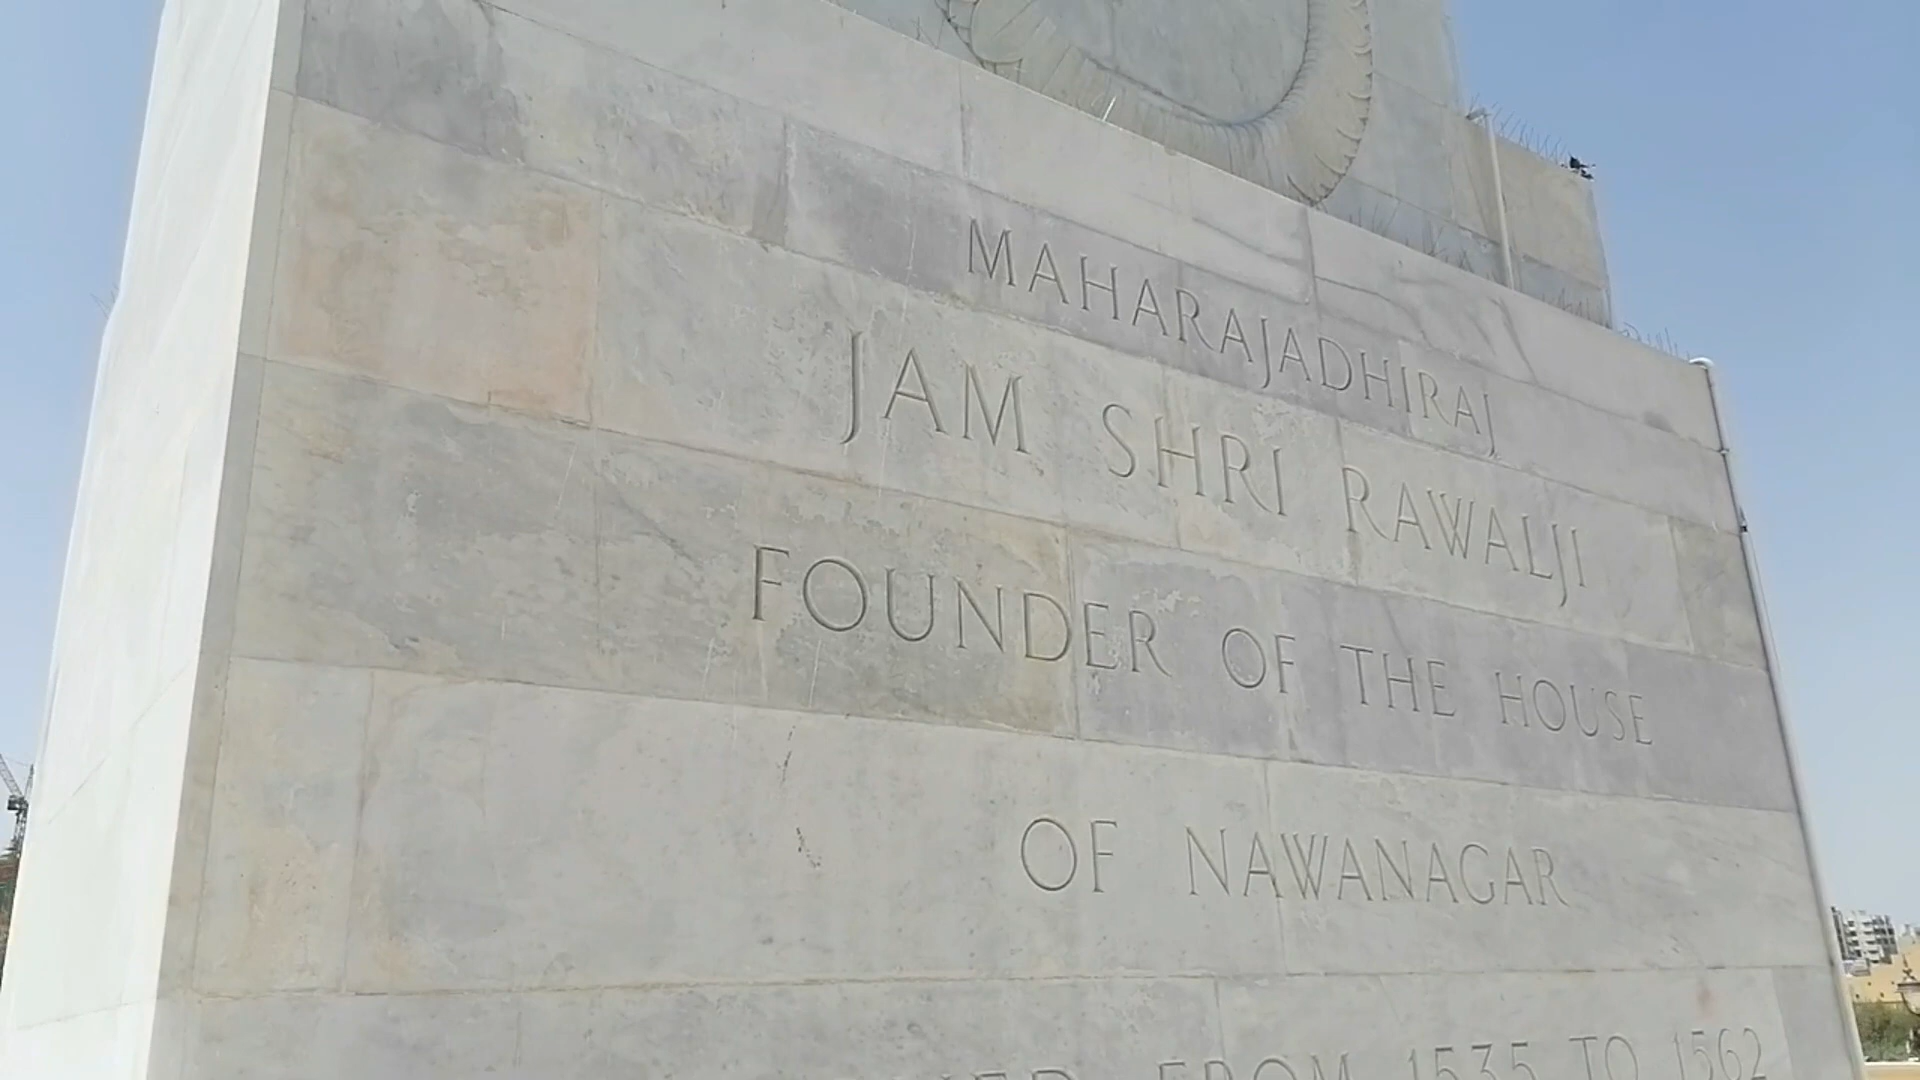 MAHARAJADHIRAJ
JAM SHRI RAWALJI
FOUNDER OF THE HOUSE
OF NAWANAGAR
FROM 1535 TO 1562